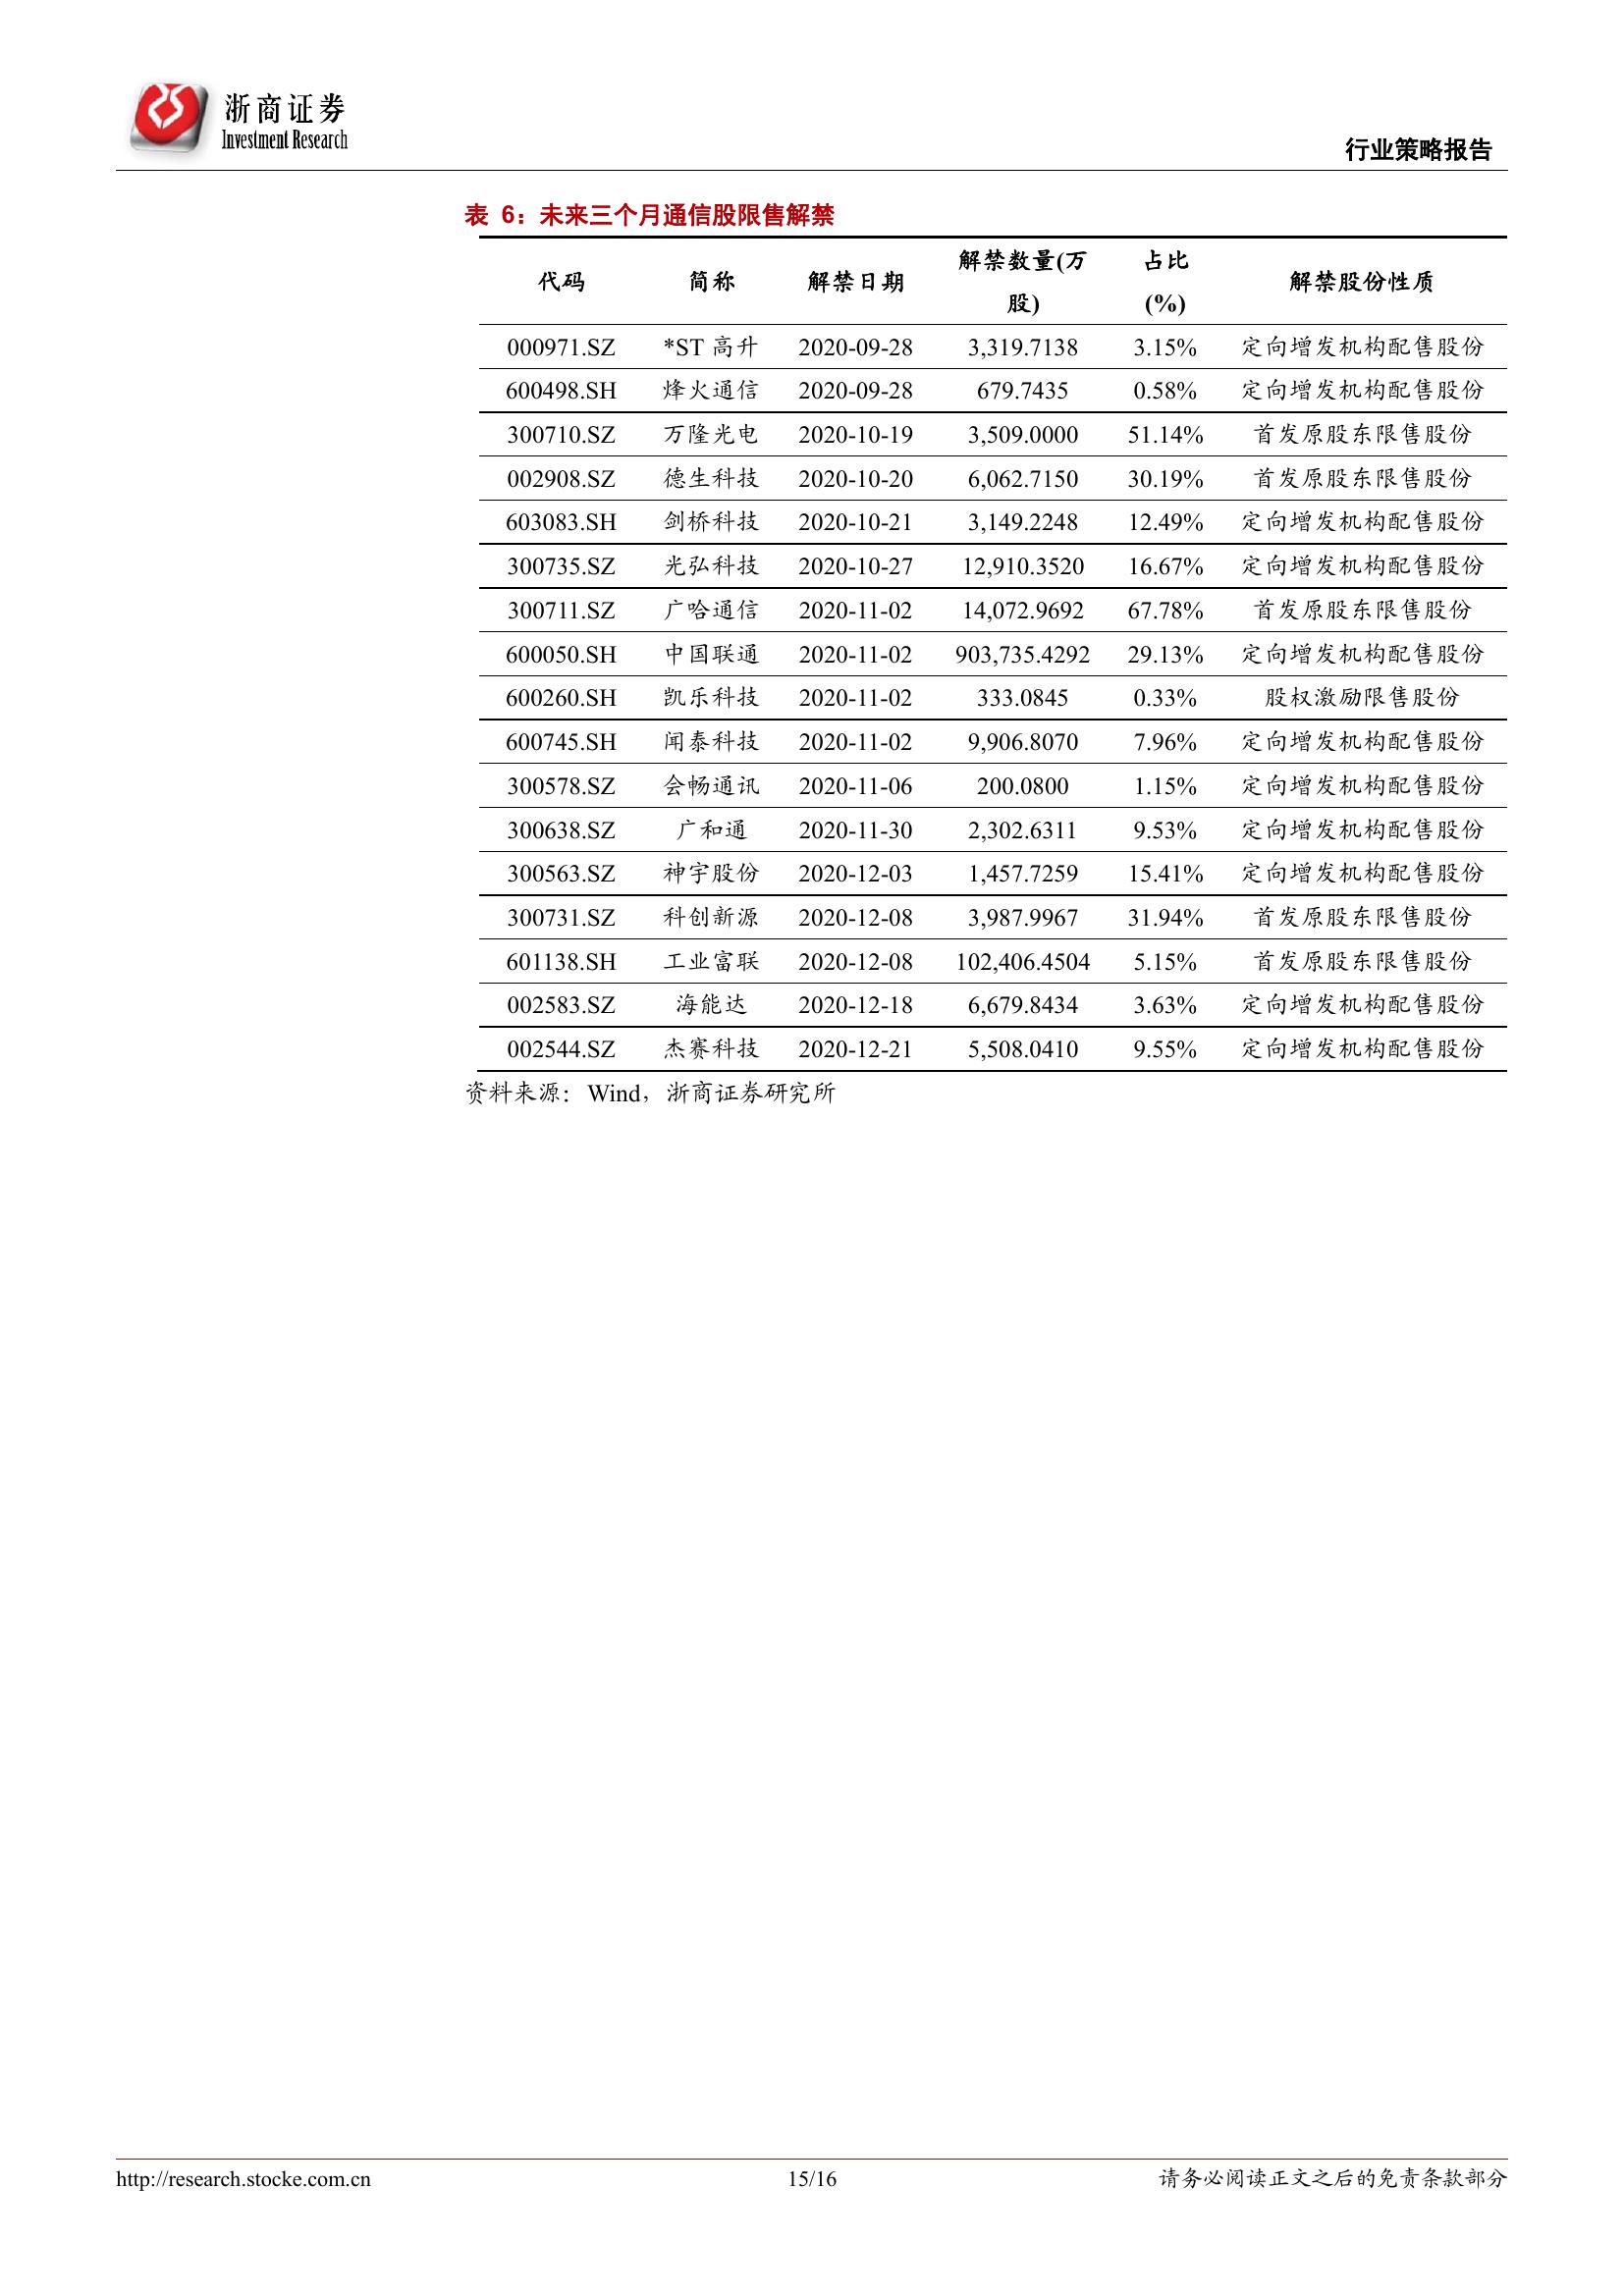 浙商证券
Investment Research
行业策略报告
表 6：未来三个月通信股限售解禁
代码 简称 解禁日期 解禁数量(万股) 占比(%) 解禁股份性质
000971.SZ *ST 高升 2020-09-28 3,319.7138 3.15% 定向增发机构配售股份
600498.SH 烽火通信 2020-09-28 679.7435 0.58% 定向增发机构配售股份
300710.SZ 万隆光电 2020-10-19 3,509.0000 51.14% 首发原股东限售股份
002908.SZ 德生科技 2020-10-20 6,062.7150 30.19% 首发原股东限售股份
603083.SH 剑桥科技 2020-10-21 3,149.2248 12.49% 定向增发机构配售股份
300735.SZ 光弘科技 2020-10-27 12,910.3520 16.67% 定向增发机构配售股份
300711.SZ 广哈通信 2020-11-02 14,072.9692 67.78% 首发原股东限售股份
600050.SH 中国联通 2020-11-02 903,735.4292 29.13% 定向增发机构配售股份
600260.SH 凯乐科技 2020-11-02 333.0845 0.33% 股权激励限售股份
600745.SH 闻泰科技 2020-11-02 9,906.8070 7.96% 定向增发机构配售股份
300578.SZ 会畅通讯 2020-11-06 200.0800 1.15% 定向增发机构配售股份
300638.SZ 广和通 2020-11-30 2,302.6311 9.53% 定向增发机构配售股份
300563.SZ 神宇股份 2020-12-03 1,457.7259 15.41% 定向增发机构配售股份
300731.SZ 科创新源 2020-12-08 3,987.9967 31.94% 首发原股东限售股份
601138.SH 工业富联 2020-12-08 102,406.4504 5.15% 首发原股东限售股份
002583.SZ 海能达 2020-12-18 6,679.8434 3.63% 定向增发机构配售股份
002544.SZ 杰赛科技 2020-12-21 5,508.0410 9.55% 定向增发机构配售股份
资料来源：Wind，浙商证券研究所
http://research.stocke.com.cn 15/16 请务必阅读正文之后的免责条款部分